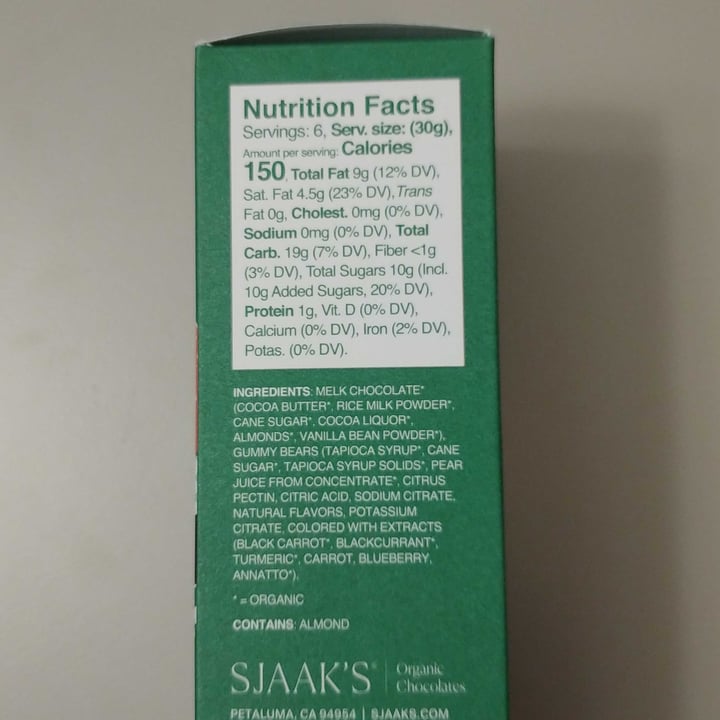 Nutrition Facts
Servings: 6, Serv. size: (30g),
Amount per serving: Calories
150, Total Fat 9g (12% DV),
Sat. Fat 4.5g (23% DV), Trans
Fat 0g, Cholest. 0mg (0% DV),
Sodium 0mg (0% DV), Total
Carb. 19g (7% DV), Fiber <1g
(3% DV), Total Sugars 10g (Incl.
10g Added Sugars, 20% DV),
Protein 1g, Vit. D (0% DV),
Calcium (0% DV), Iron (2% DV),
Potas. (0% DV).
INGREDIENTS: MELK CHOCOLATE*
(COCOA BUTTER*, RICE MILK POWDER*,
CANE SUGAR*, COCOA LIQUOR*,
ALMONDS*, VANILLA BEAN POWDER*),
GUMMY BEARS (TAPIOCA SYRUP*, CANE
SUGAR*, TAPIOCA SYRUP SOLIDS*, PEAR
JUICE FROM CONCENTRATE*, CITRUS
PECTIN, CITRIC ACID, SODIUM CITRATE,
NATURAL FLAVORS, POTASSIUM
CITRATE, COLORED WITH EXTRACTS
(BLACK CARROT*, BLACKCURRANT*,
TURMERIC*, CARROT, BLUEBERRY,
ANNATTO*).
* = ORGANIC
CONTAINS: ALMOND
SJAAK'S® | Organic
Chocolates
PETALUMA, CA 94954 | SJAAKS.COM